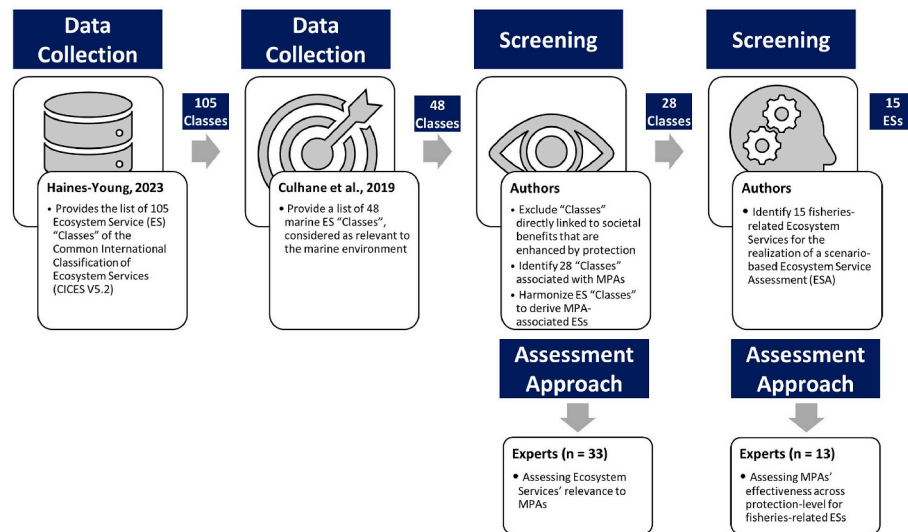 Data
Collection
105
Classes
Haines-Young, 2023
• Provides the list of 105
Ecosystem Service (ES)
“Classes” of the
Common International
Classification of
Ecosystem Services
(CICES V5.2)
Data
Collection
48
Classes
Culhane et al., 2019
• Provide a list of 48
marine ES “Classes”,
considered as relevant
to the marine environment
Screening
28
Classes
Authors
• Exclude “Classes”
directly linked to societal
benefits that are
enhanced by protection
• Identify 28 “Classes”
associated with MPAs
• Harmonize ES “Classes”
to derive MPA-
associated ESs
Screening
15
ESs
Authors
• Identify 15 fisheries-
related Ecosystem
Services for the
realization of a scenario-
based Ecosystem Service
Assessment (ESA)
Assessment
Approach
Experts (n = 33)
• Assessing Ecosystem
Services’ relevance to
MPAs
Assessment
Approach
Experts (n = 13)
• Assessing MPAs’
effectiveness across
protection-level for
fisheries-related ESs